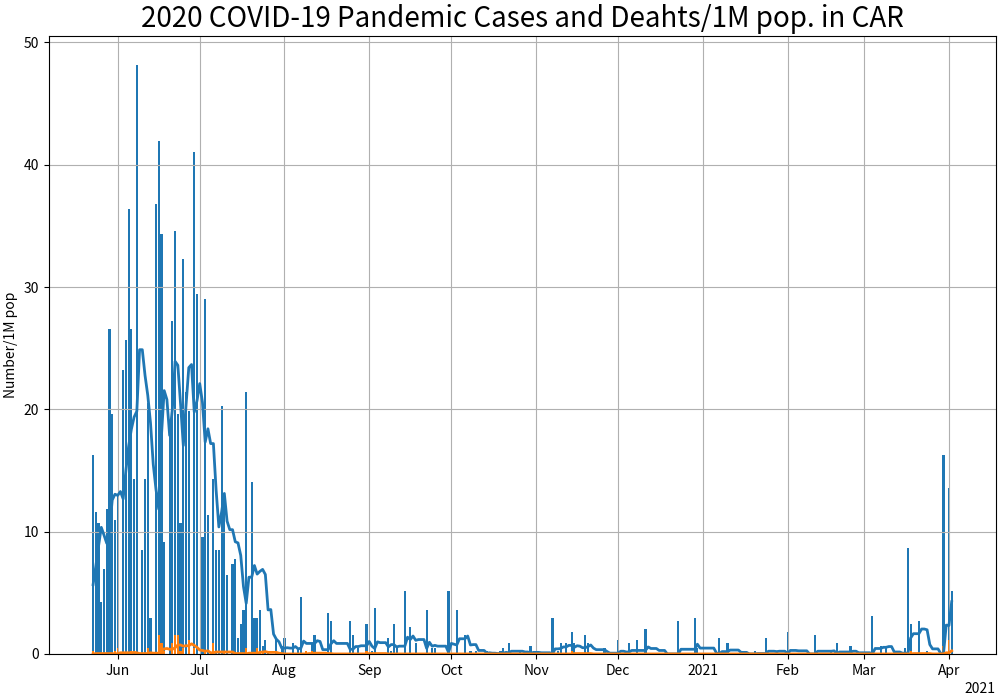 2020 COVID-19 Pandemic Cases and Deahts/1M pop. in CAR
Number/1M pop
50
40
30
20
10
0
Jun Jul Aug Sep Oct Nov Dec 2021 Feb Mar Apr
2021